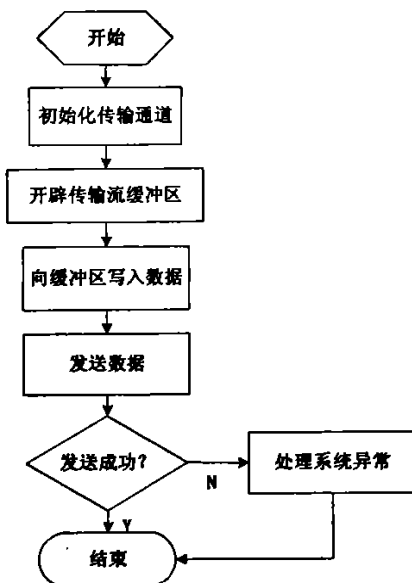 开始
初始化传输通道
开辟传输流缓冲区
向缓冲区写入数据
发送数据
发送成功？
N
处理系统异常
Y
结束